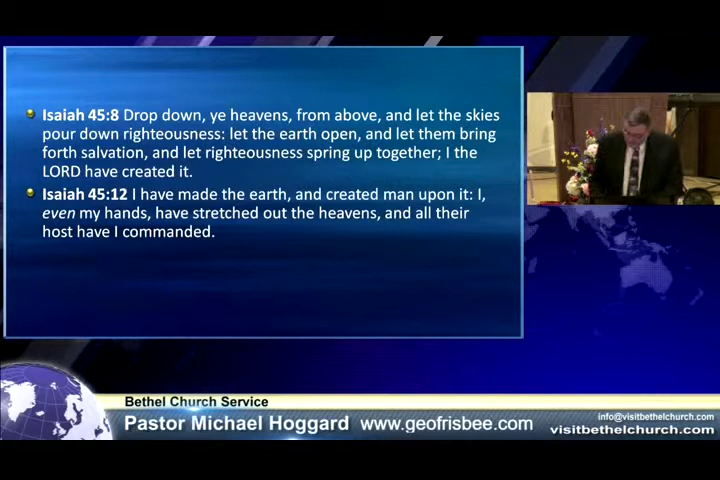 Isaiah 45:8 Drop down, ye heavens, from above, and let the skies
pour down righteousness: let the earth open, and let them bring
forth salvation, and let righteousness spring up together; I the
LORD have created it.
Isaiah 45:12 I have made the earth, and created man upon it: I,
even my hands, have stretched out the heavens, and all their
host have I commanded.
Bethel Church Service
Pastor Michael Hoggard www.geofrisbee.com
info@visitbethelchurch.com
visitbethelchurch.com